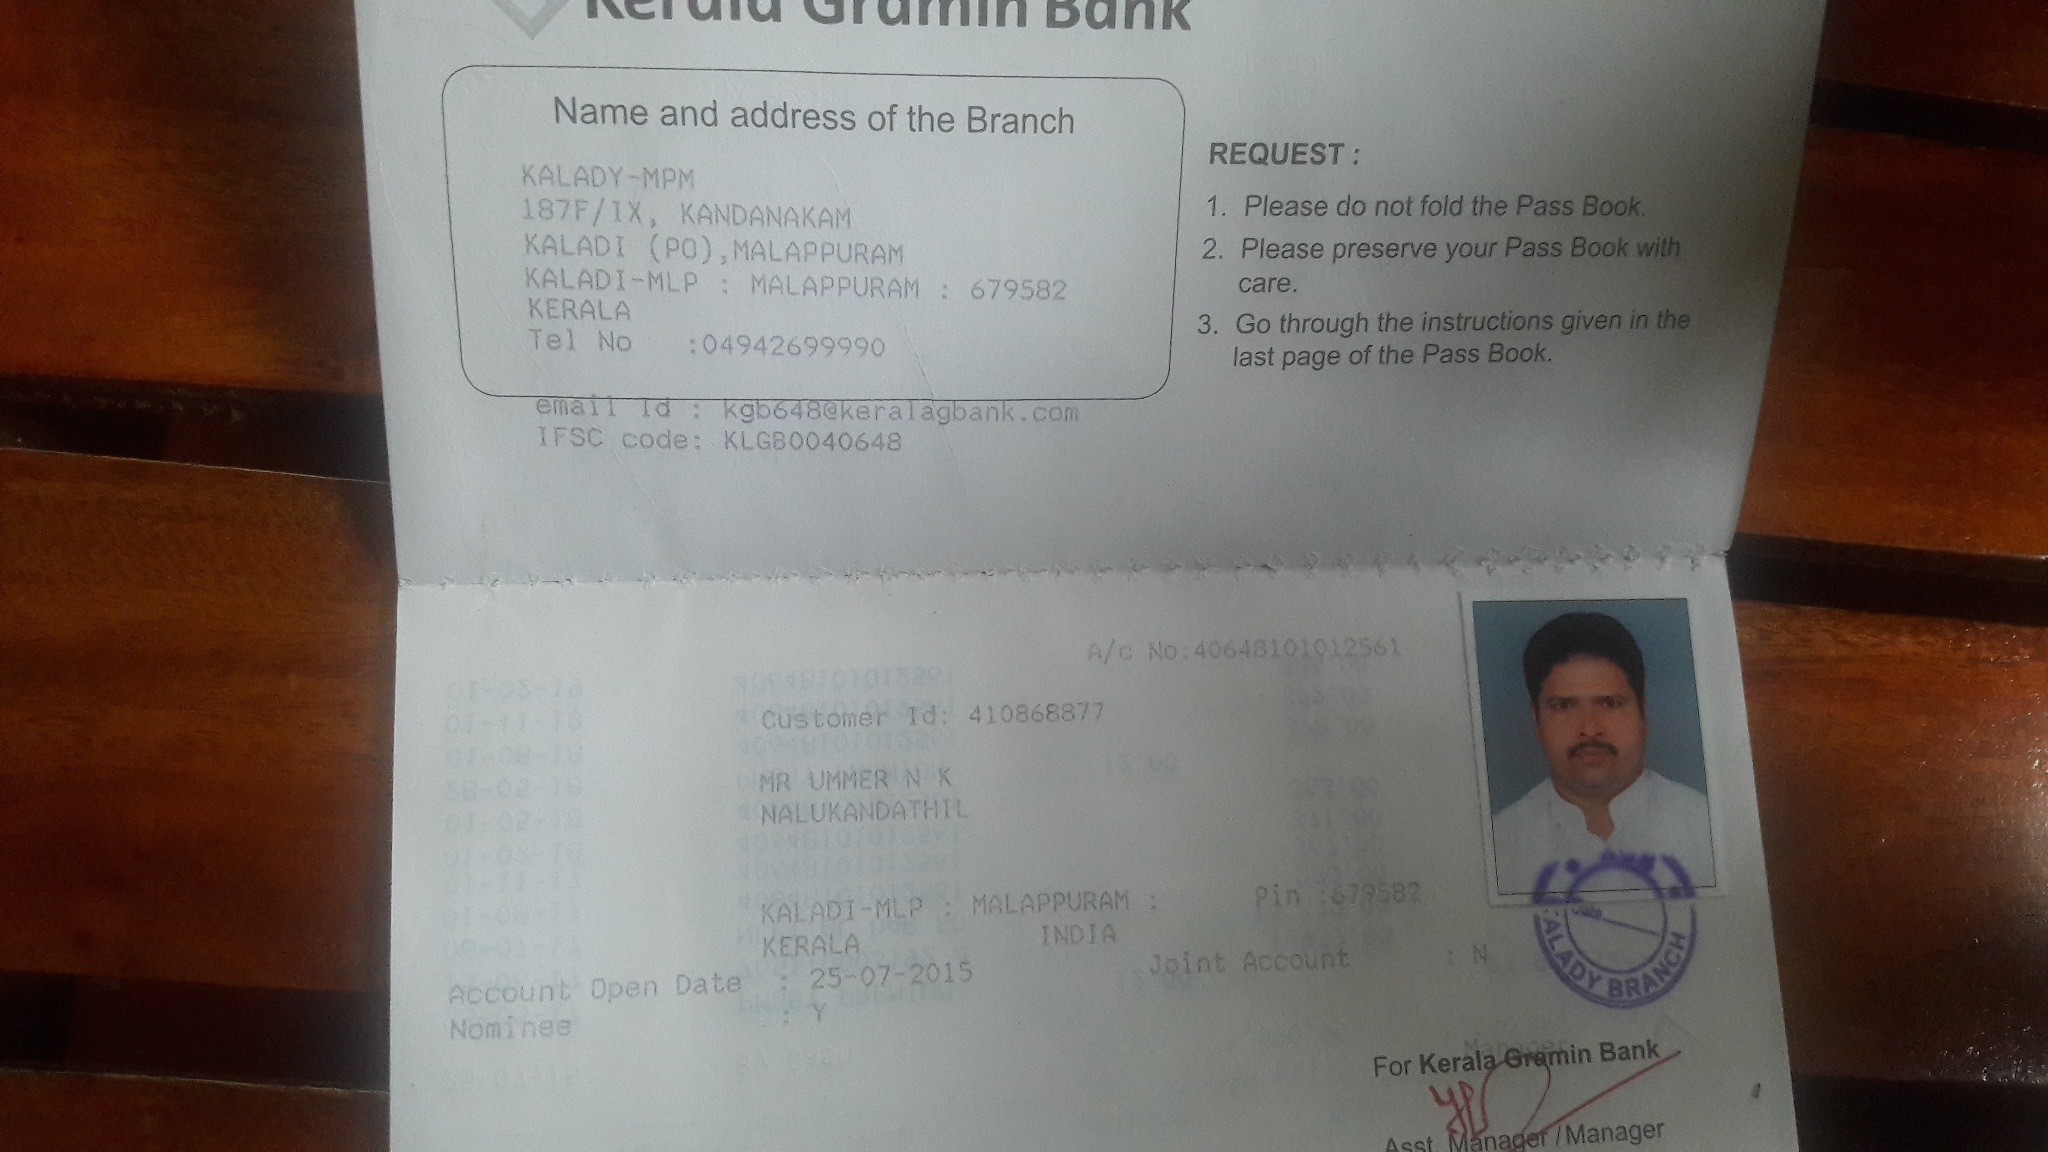 Kerala Gramin Bank
Name and address of the Branch
KALADY-MPM
187F/IX, KANDANAKAM
KALADI (PO),MALAPPURAM
KALADI-MLP : MALAPPURAM : 679582
KERALA
Tel No :04942699990
email Id : kgb648@keralagbank.com
IFSC code: KLGB0040648
REQUEST :
1. Please do not fold the Pass Book.
2. Please preserve your Pass Book with
care.
3. Go through the instructions given in the
last page of the Pass Book.
A/c No:40648101012561
Customer Id: 410868877
MR UMMER N K
NALUKANDATHIL
KALADI-MLP : MALAPPURAM : Pin :679582
KERALA INDIA
Joint Account : N
Account Open Date : 25-07-2015
Nominee : Y
KALADY BRANCH
For Kerala Gramin Bank
Manager
Asst. Manager / Manager